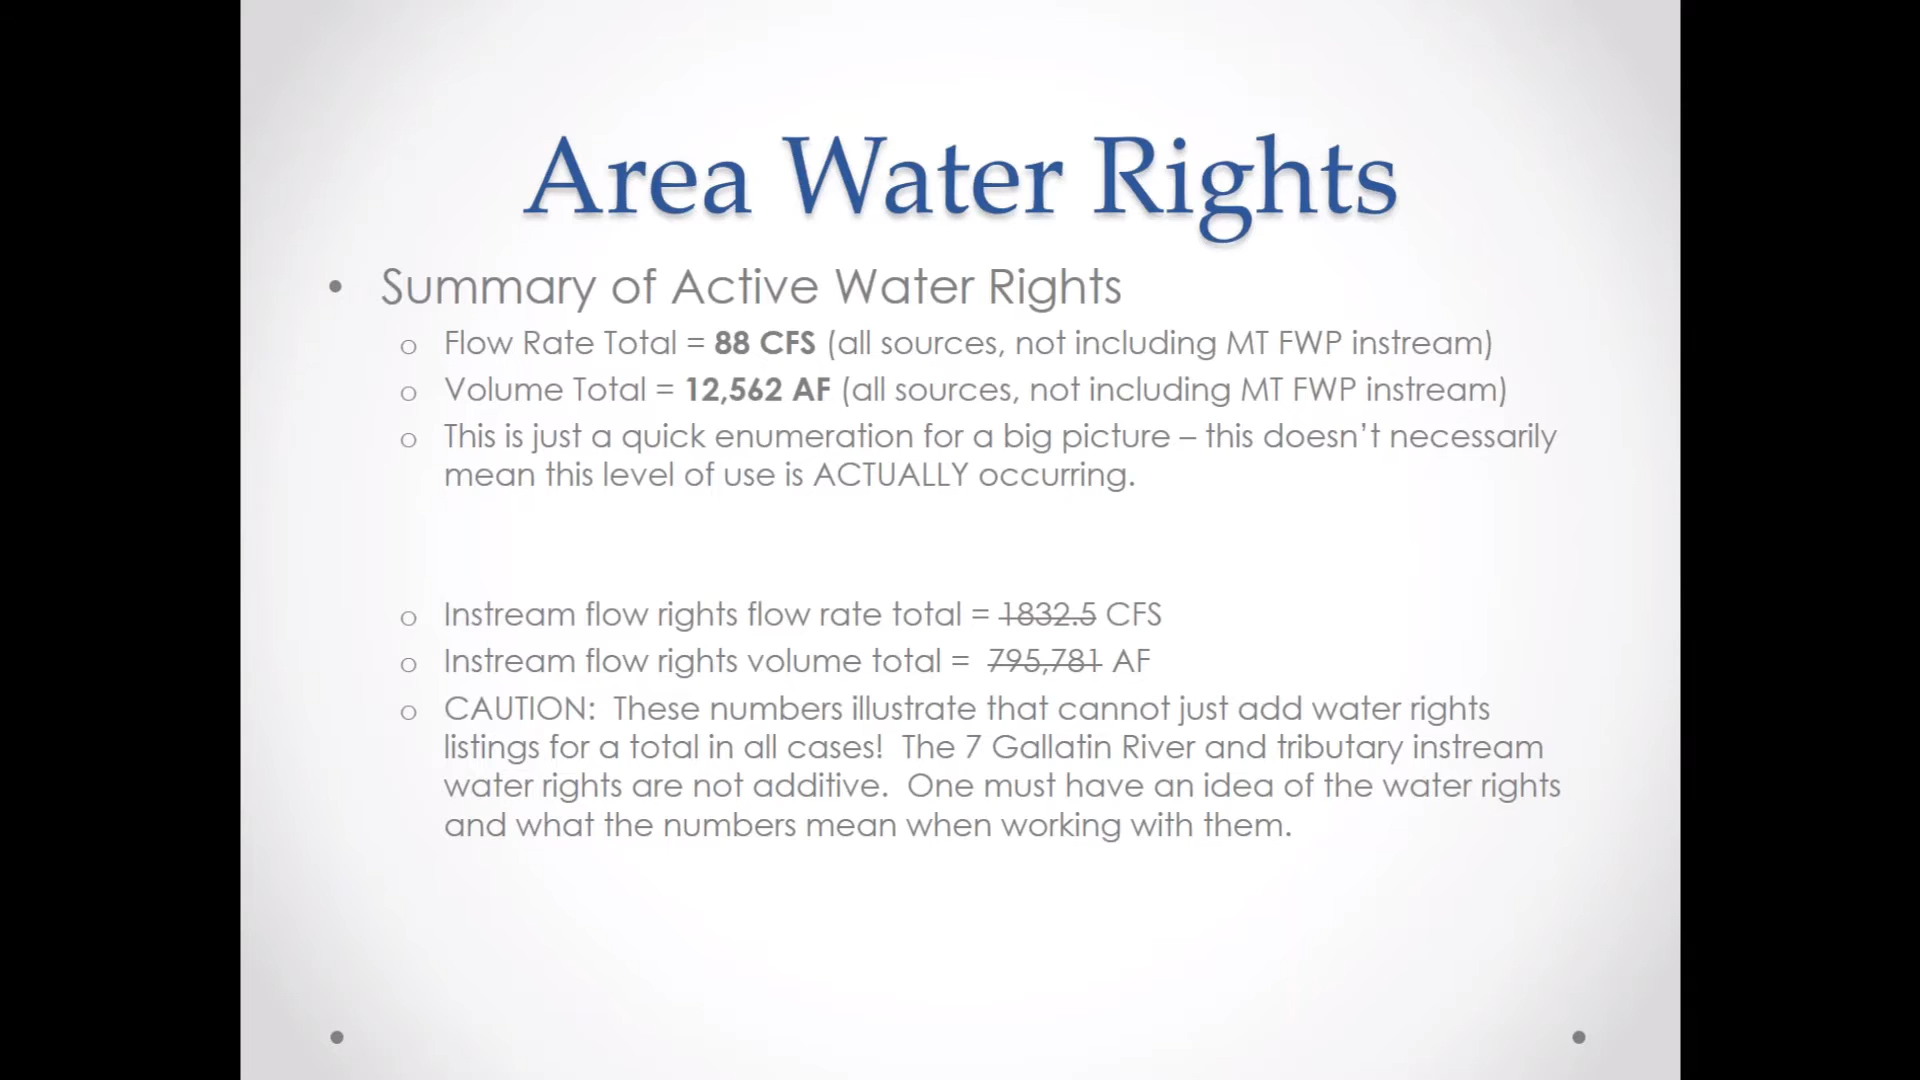 Area Water Rights
• Summary of Active Water Rights
o Flow Rate Total = 88 CFS (all sources, not including MT FWP instream)
o Volume Total = 12,562 AF (all sources, not including MT FWP instream)
o This is just a quick enumeration for a big picture – this doesn’t necessarily
mean this level of use is ACTUALLY occurring.
o Instream flow rights flow rate total = 1832.5 CFS
o Instream flow rights volume total = 795,781 AF
o CAUTION: These numbers illustrate that cannot just add water rights
listings for a total in all cases! The 7 Gallatin River and tributary instream
water rights are not additive. One must have an idea of the water rights
and what the numbers mean when working with them.